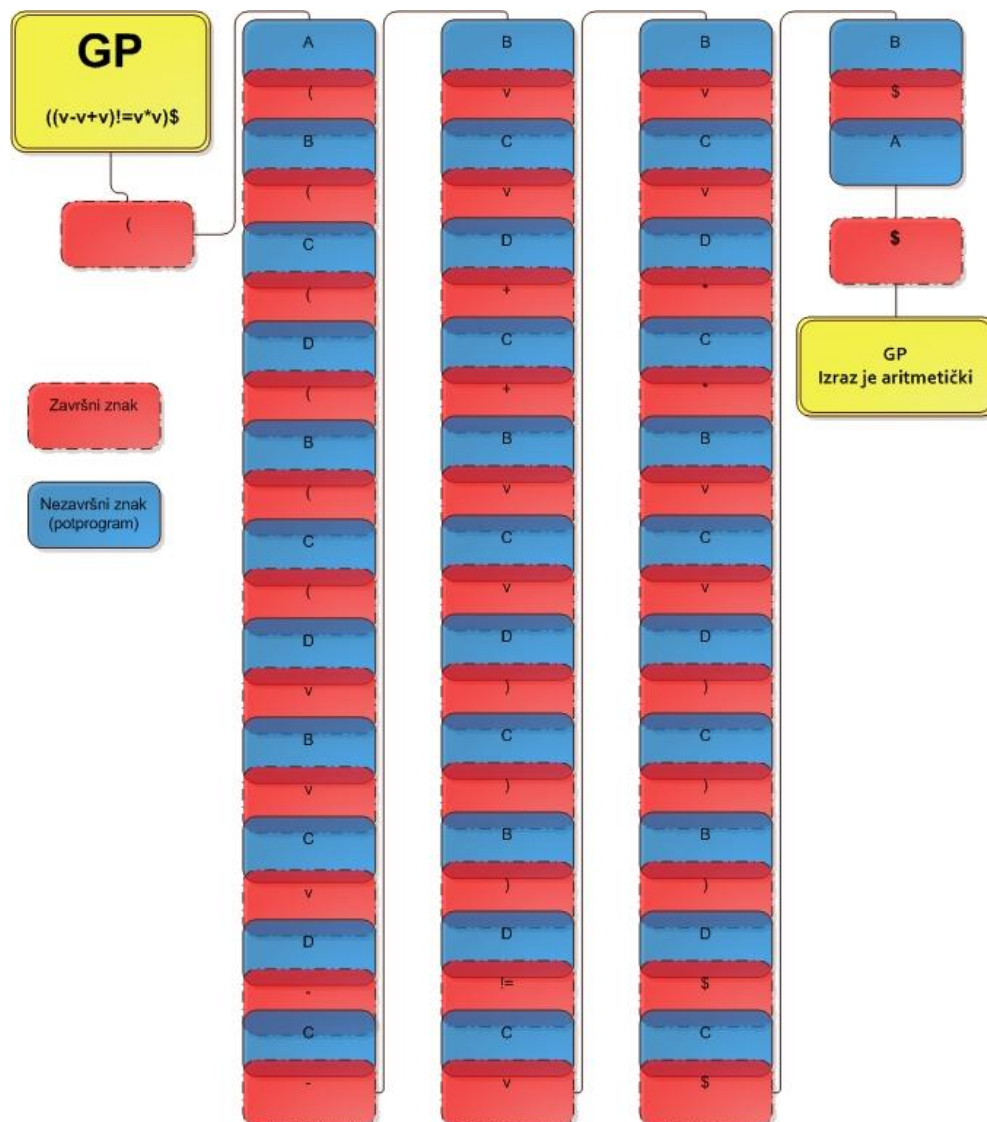 GP
((v-v+v)!=v*v)$
(
Završni znak
Nezavršni znak
(potprogram)
A
(
B
(
C
(
D
(
B
(
C
(
D
v
B
v
C
v
D
-
C
-
B
v
C
v
D
+
C
+
B
v
C
v
D
)
C
)
B
)
D
!=
C
v
B
v
C
v
D
*
C
*
B
v
C
v
D
)
C
)
B
)
D
$
C
$
B
$
A
$
GP
Izraz je aritmetički